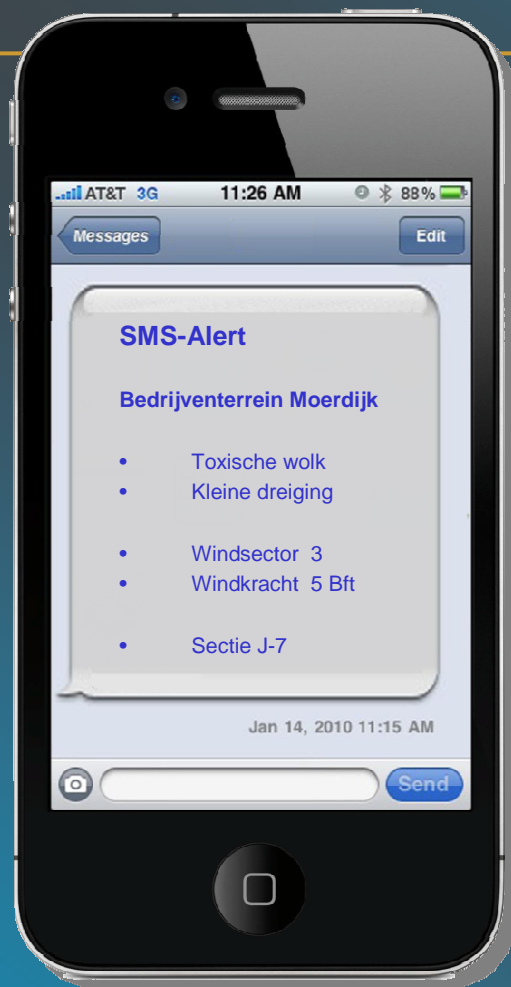 AT&T 3G 11:26 AM 88%
Messages Edit
SMS-Alert
Bedrijventerrein Moerdijk
• Toxische wolk
• Kleine dreiging
• Windsector 3
• Windkracht 5 Bft
• Sectie J-7
Jan 14, 2010 11:15 AM
Send